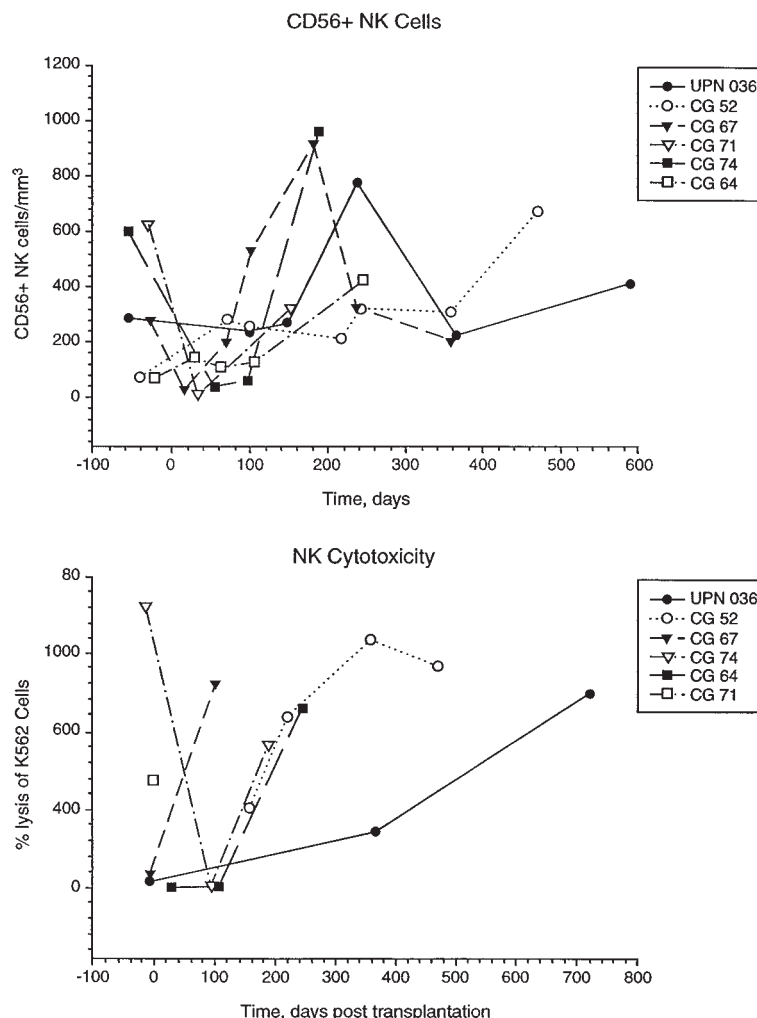 CD56+ NK Cells
1200
1000
800
600
400
200
0
CD56+ NK cells/mm³
-100 0 100 200 300 400 500 600
Time, days
UPN 036
CG 52
CG 67
CG 71
CG 74
CG 64
NK Cytotoxicity
80
1000
600
400
0
% lysis of K562 Cells
-100 0 100 200 300 400 500 600 700 800
Time, days post transplantation
UPN 036
CG 52
CG 67
CG 74
CG 64
CG 71